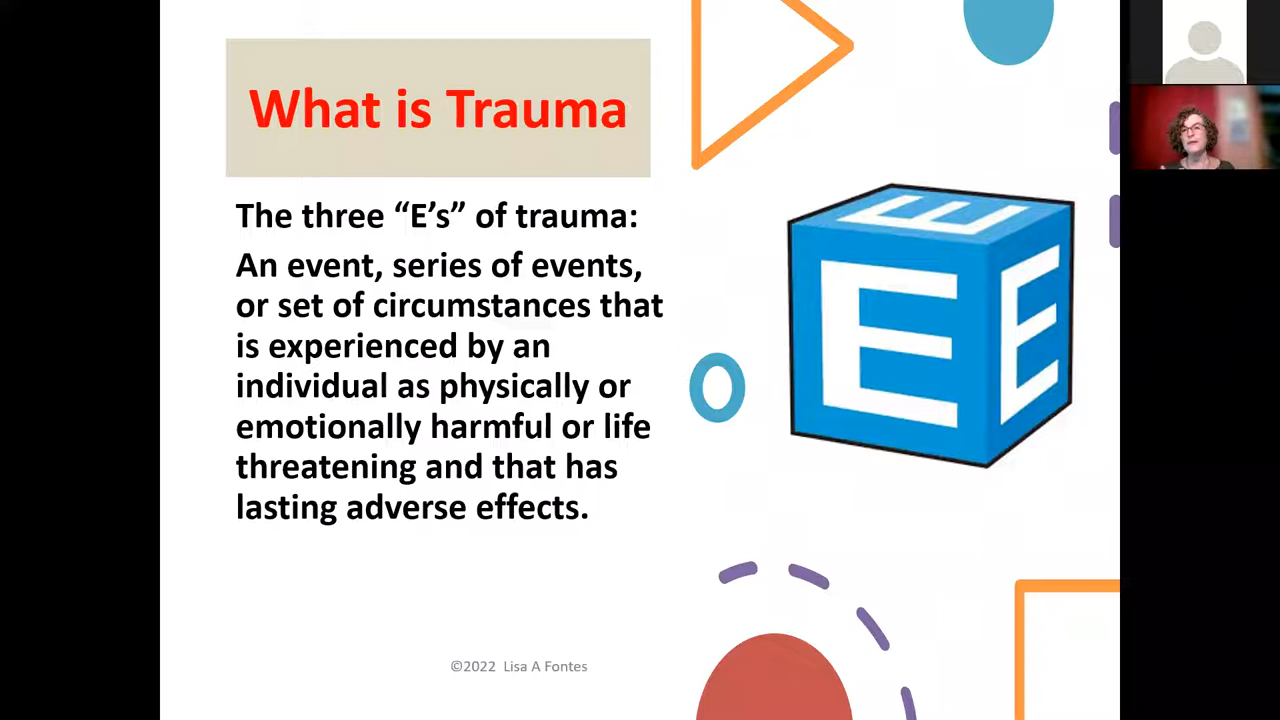 What is Trauma
The three “E’s” of trauma:
An event, series of events,
or set of circumstances that
is experienced by an
individual as physically or
emotionally harmful or life
threatening and that has
lasting adverse effects.
E
E
E
©2022 Lisa A Fontes